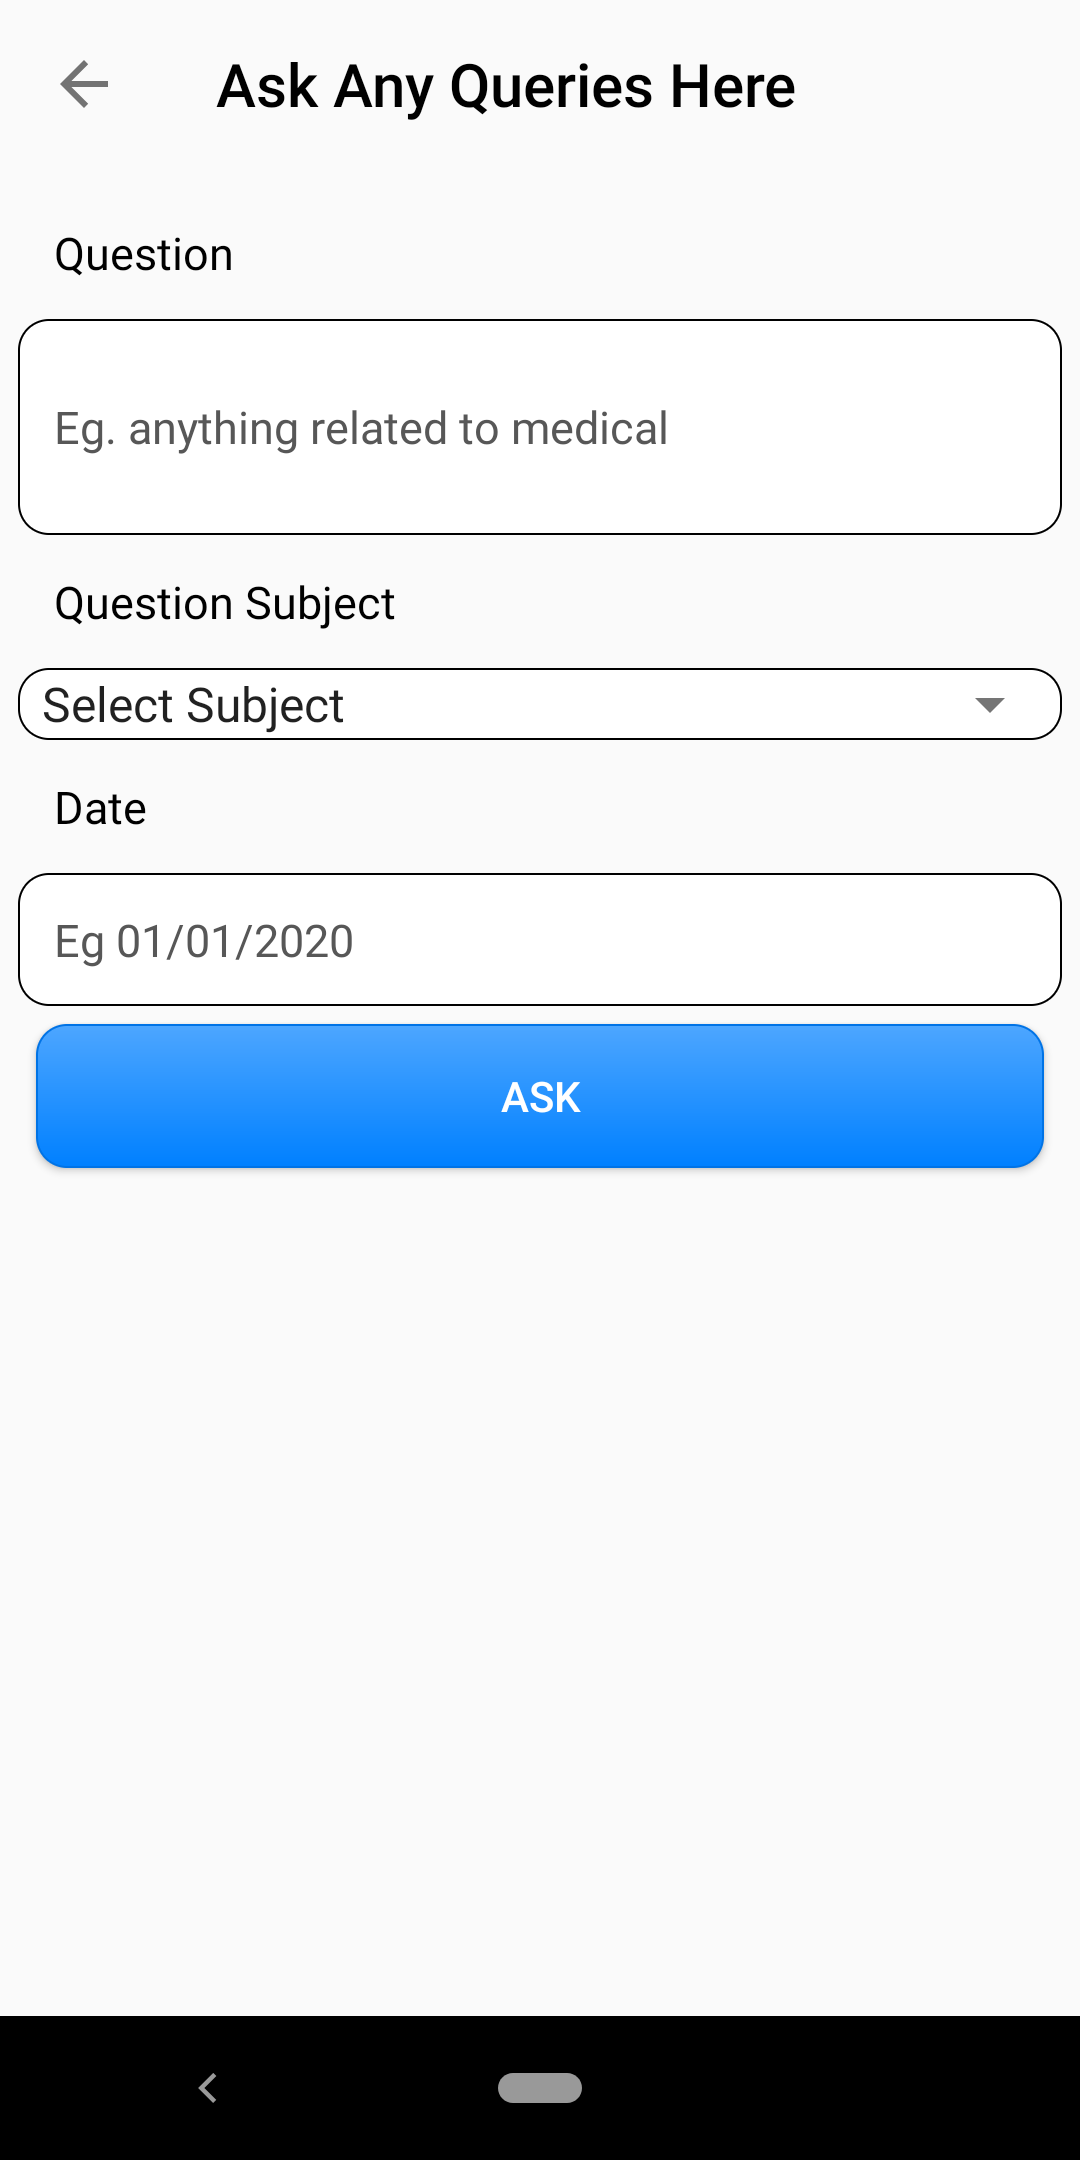 Ask Any Queries Here
Question
Eg. anything related to medical
Question Subject
Select Subject
Date
Eg 01/01/2020
ASK